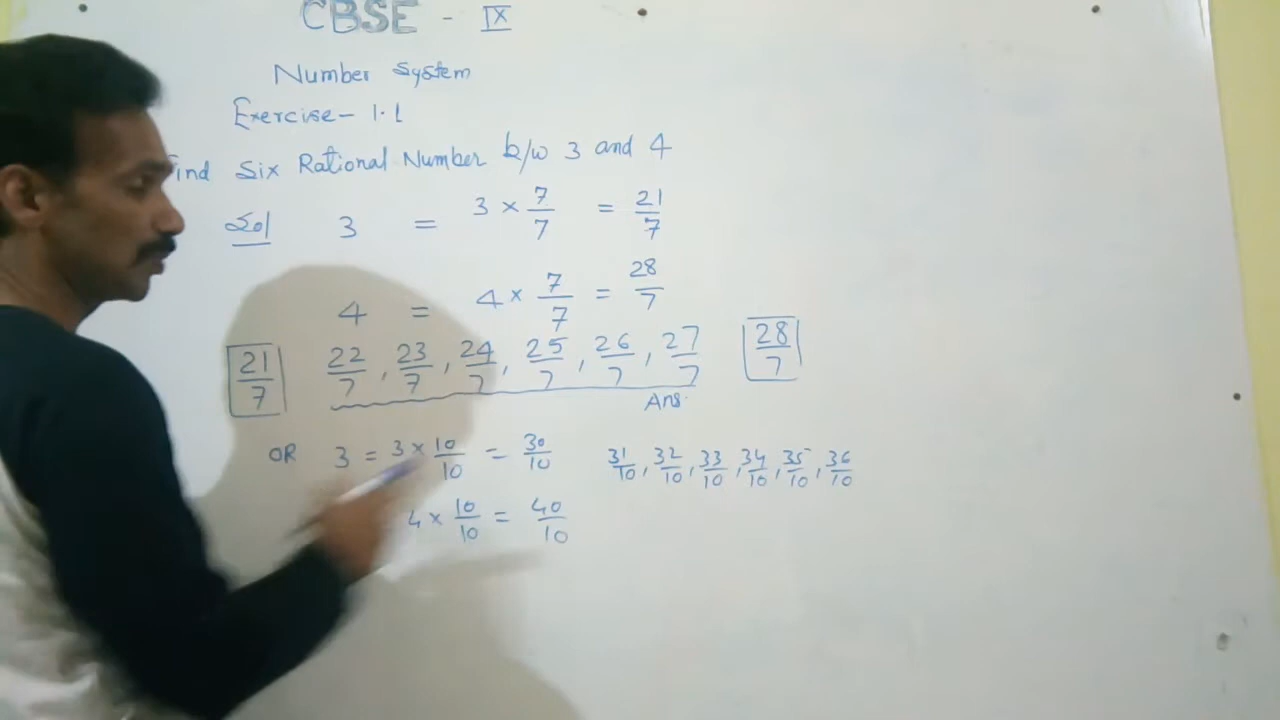 CBSE - IX
Number System
Exercise - 1.1
Find Six Rational Number b/w 3 and 4
Sol 3 = 3 × 7/7 = 21/7
4 = 4 × 7/7 = 28/7
21/7 22/7, 23/7, 24/7, 25/7, 26/7, 27/7 28/7
Ans.
OR 3 = 3 × 10/10 = 30/10 31/10, 32/10, 33/10, 34/10, 35/10, 36/10
4 × 10/10 = 40/10